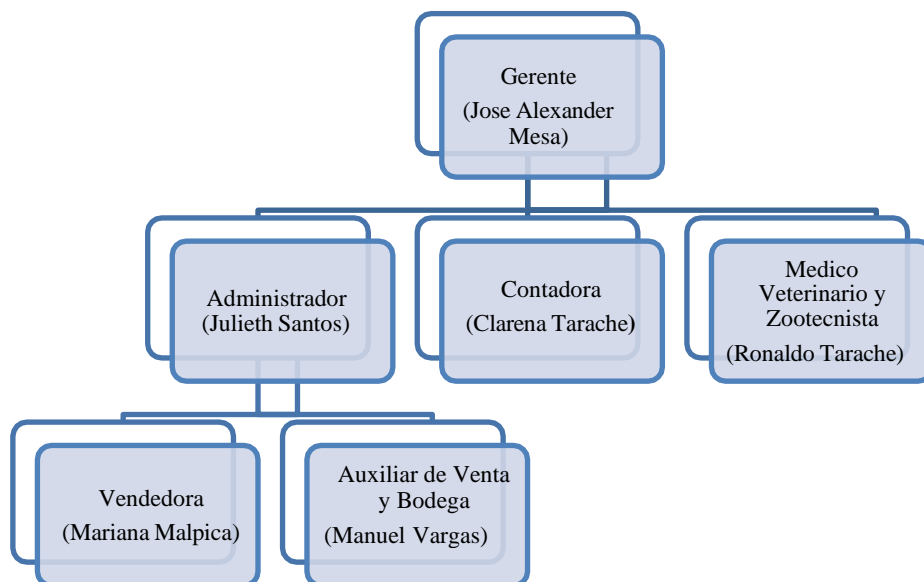 Gerente
(Jose Alexander
Mesa)
Administrador
(Julieth Santos)
Contadora
(Clarena Tarache)
Medico
Veterinario y
Zootecnista
(Ronaldo Tarache)
Vendedora
(Mariana Malpica)
Auxiliar de Venta
y Bodega
(Manuel Vargas)